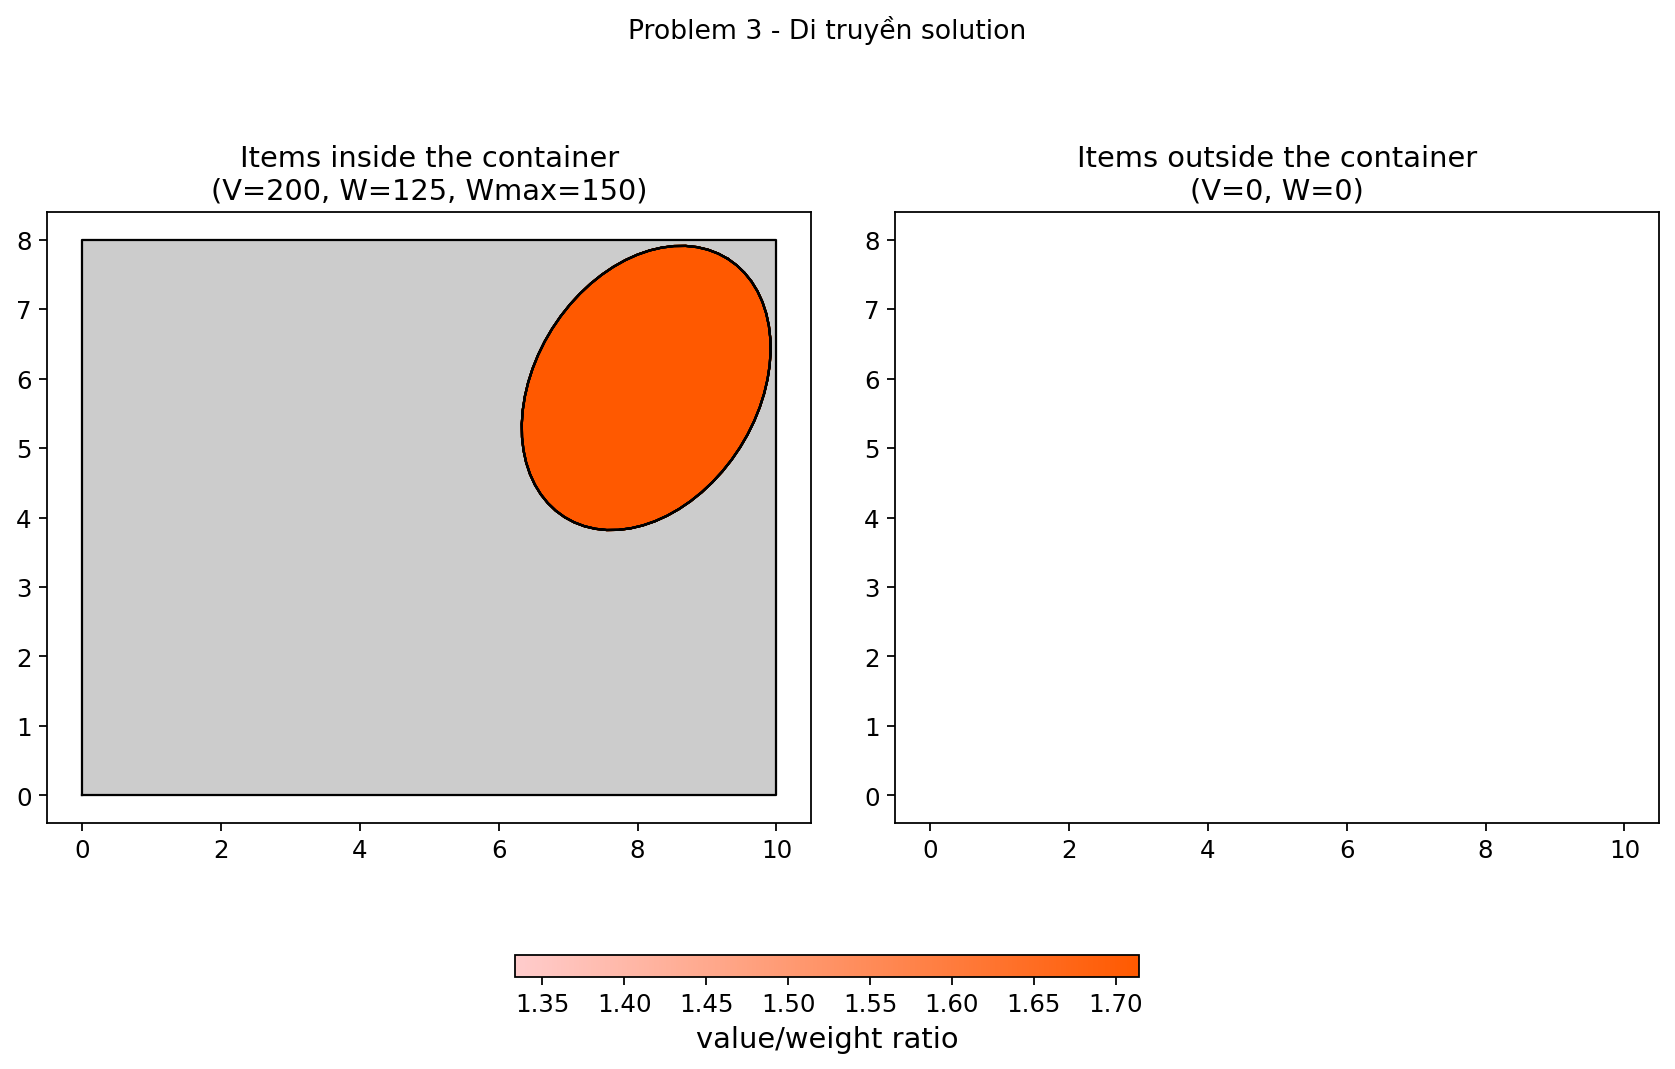 Problem 3 - Di truyền solution
Items inside the container
(V=200, W=125, Wmax=150)
8
7
6
5
4
3
2
1
0
0 2 4 6 8 10
Items outside the container
(V=0, W=0)
8
7
6
5
4
3
2
1
0
0 2 4 6 8 10
1.35 1.40 1.45 1.50 1.55 1.60 1.65 1.70
value/weight ratio